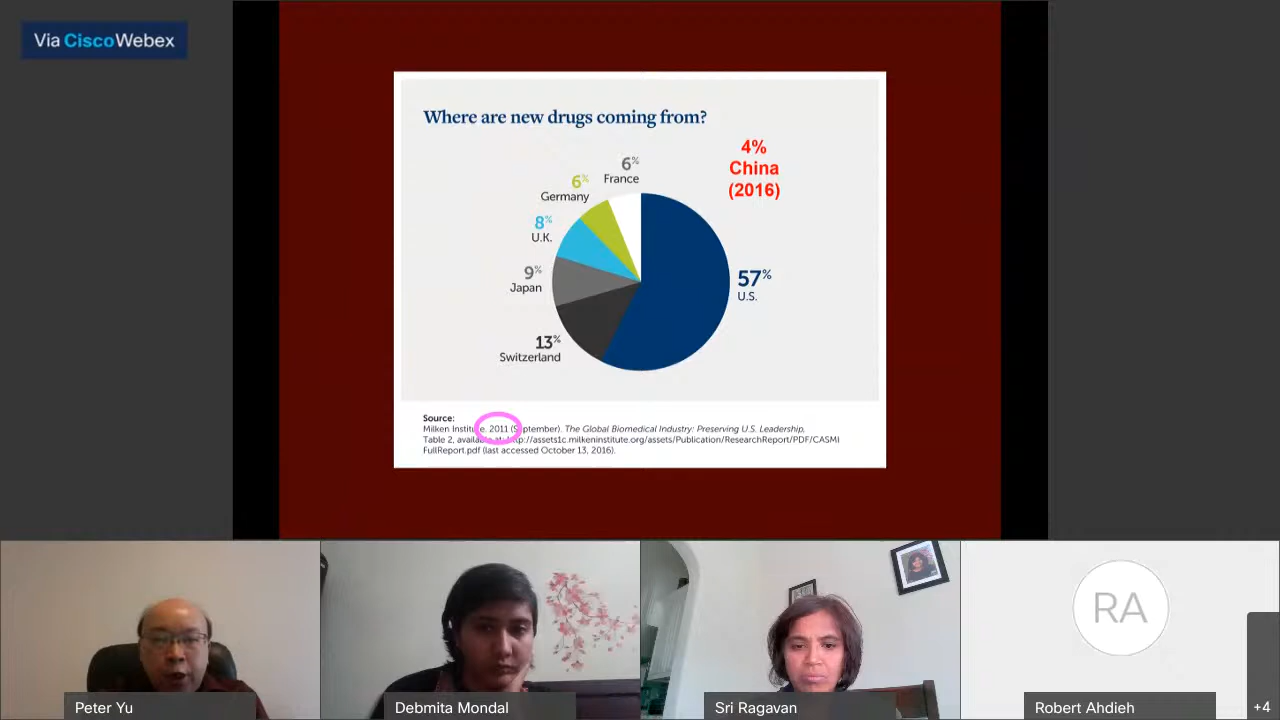 Via CiscoWebex
Where are new drugs coming from?
4%
China
(2016)
6%
France
6%
Germany
8%
U.K.
9%
Japan
57%
U.S.
13%
Switzerland
Source:
Milken Institute. 2011 (September). The Global Biomedical Industry: Preserving U.S. Leadership,
Table 2, available at: http://assets1c.milkeninstitute.org/assets/Publication/ResearchReport/PDF/CASMI
FullReport.pdf (last accessed October 13, 2016).
RA
Peter Yu
Debmita Mondal
Sri Ragavan
Robert Ahdieh
+4